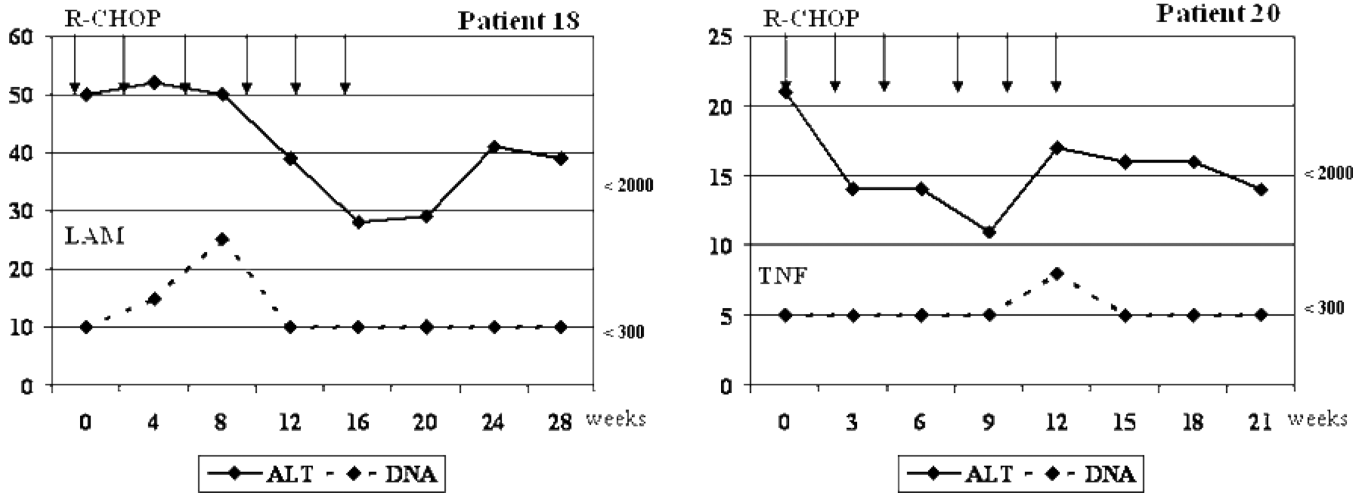 R-CHOP Patient 18
60
50
40
30
20
10
0
LAM
< 2000
< 300
0 4 8 12 16 20 24 28 weeks
ALT DNA
R-CHOP Patient 20
25
20
15
10
5
0
TNF
< 2000
< 300
0 3 6 9 12 15 18 21 weeks
ALT DNA